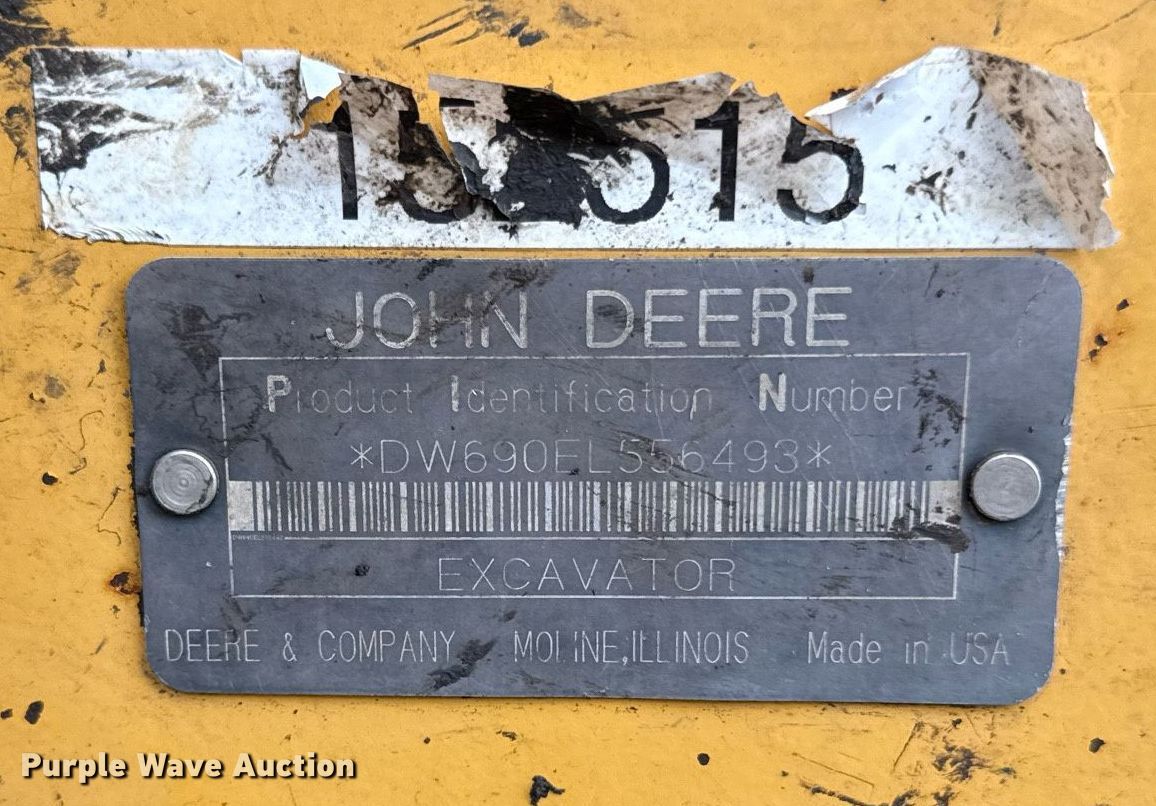 JOHN DEERE
Product Identification Number
*DW690EL556493*
EXCAVATOR
DEERE & COMPANY MOLINE, ILLINOIS Made in USA
Purple Wave Auction